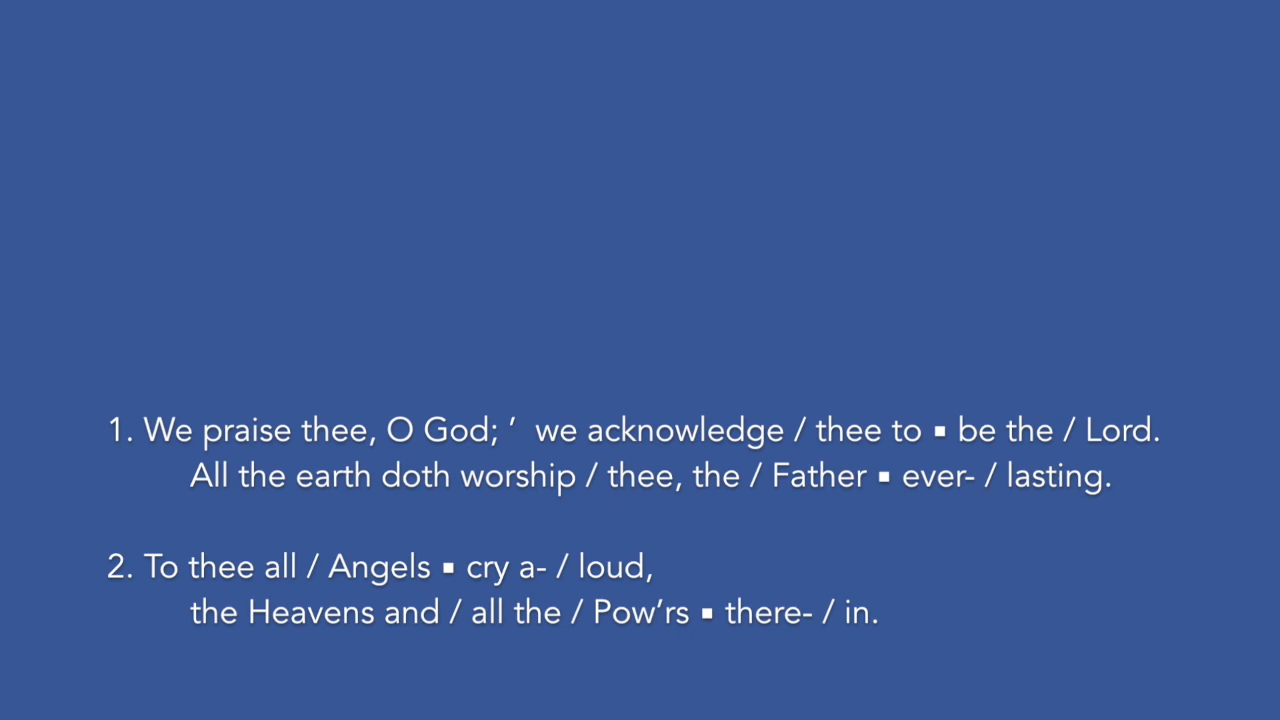 1. We praise thee, O God; ′ we acknowledge / thee to ▪ be the / Lord.
All the earth doth worship / thee, the / Father ▪ ever- / lasting.
2. To thee all / Angels ▪ cry a- / loud,
the Heavens and / all the / Pow’rs ▪ there- / in.